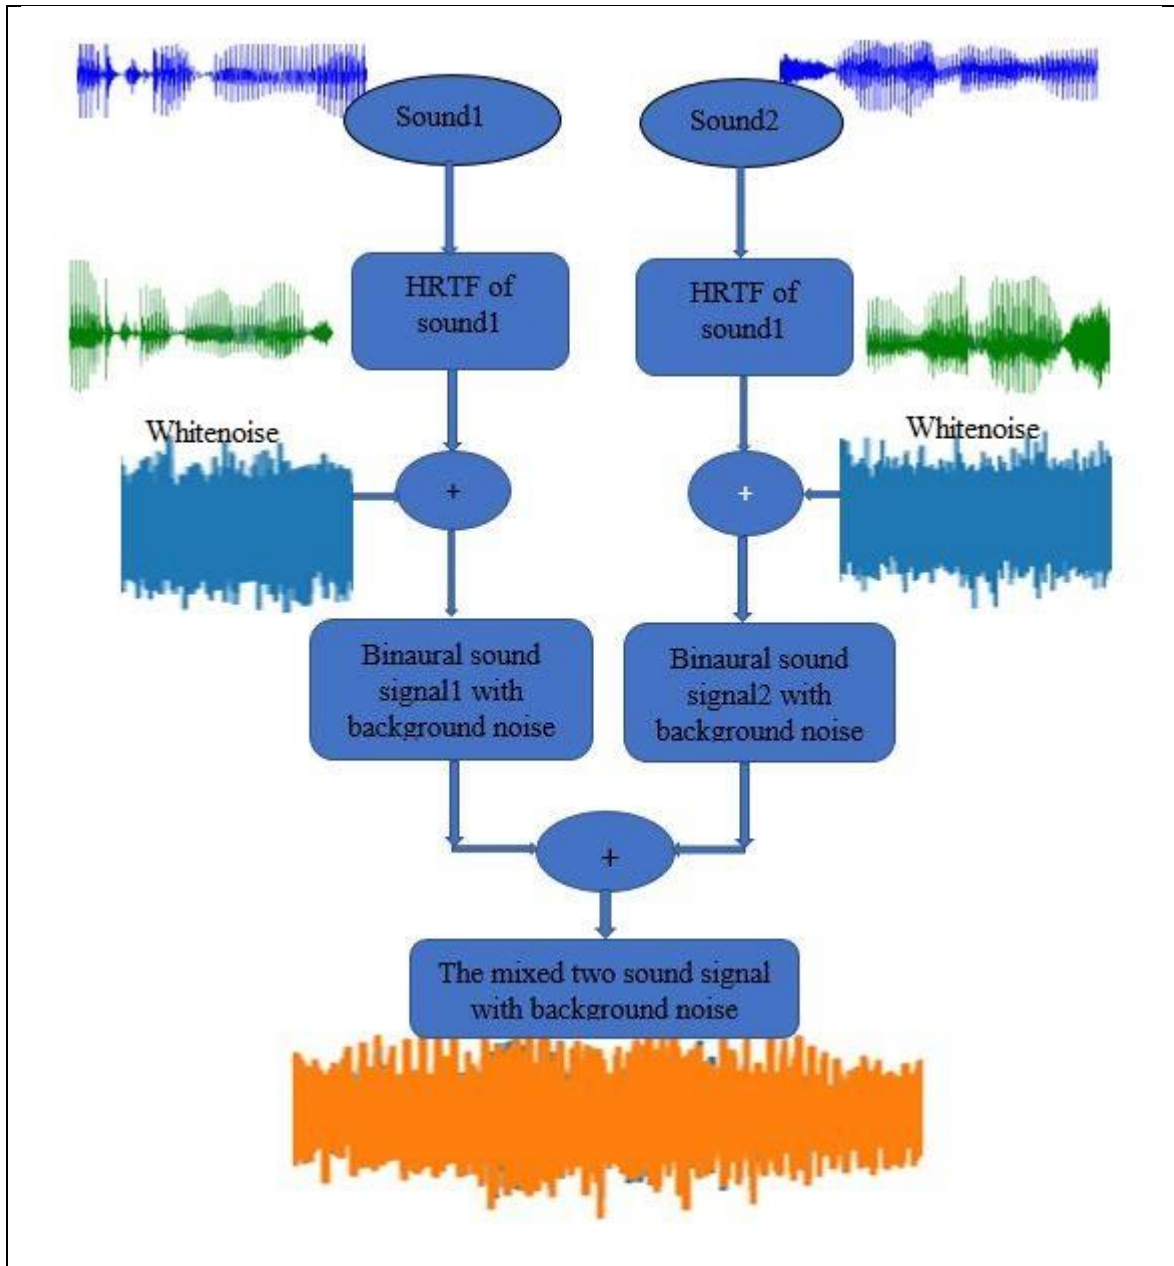 Sound1
Sound2
HRTF of
sound1
HRTF of
sound1
Whitenoise
Whitenoise
+
+
Binaural sound
signal1 with
background noise
Binaural sound
signal2 with
background noise
+
The mixed two sound signal
with background noise